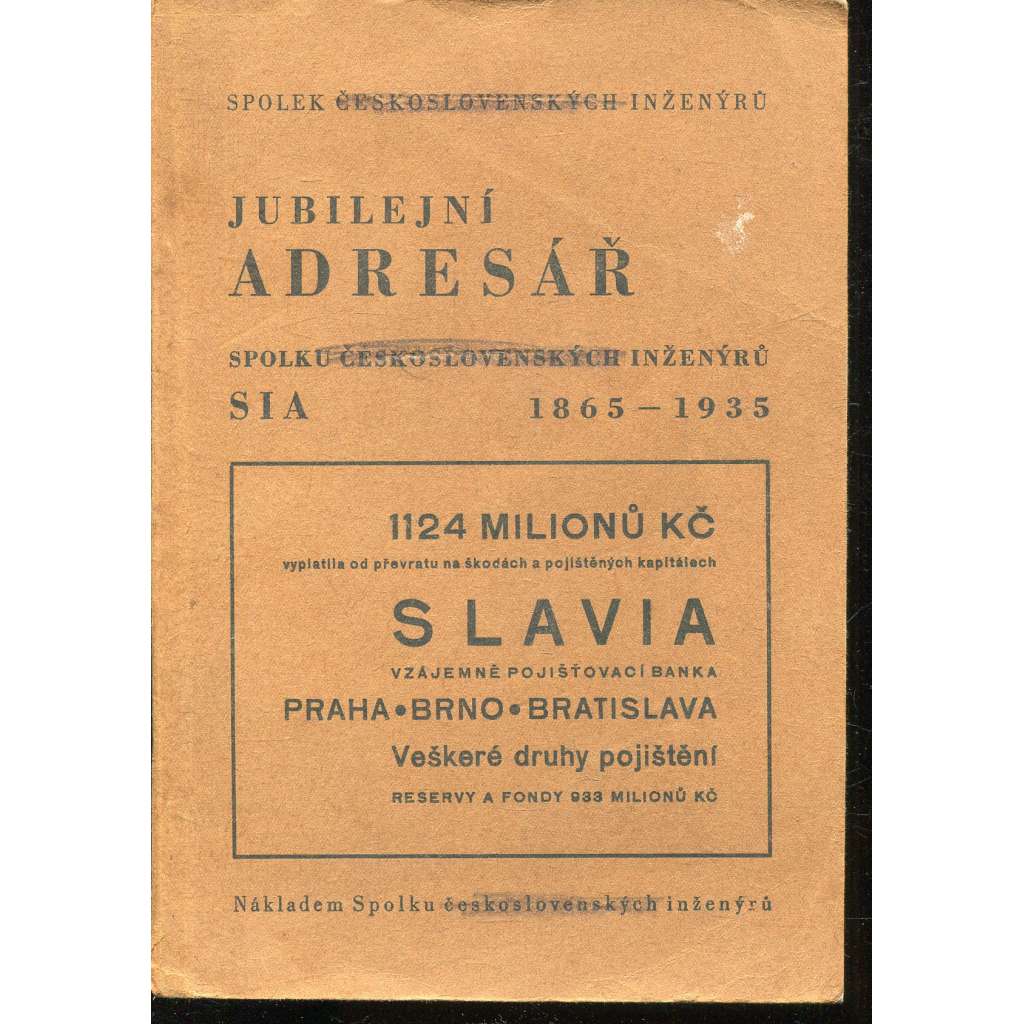 SPOLEK ČESKOSLOVENSKÝCH INŽENÝRŮ
JUBILEJNÍ
ADRESÁŘ
SPOLKU ČESKOSLOVENSKÝCH INŽENÝRŮ
SIA 1865 – 1935
1124 MILIONŮ KČ
vyplatila od převratu na škodách a pojištěných kapitálech
SLAVIA
VZÁJEMNĚ POJIŠŤOVACÍ BANKA
PRAHA • BRNO • BRATISLAVA
Veškeré druhy pojištění
RESERVY A FONDY 933 MILIONŮ KČ
Nákladem Spolku československých inženýrů